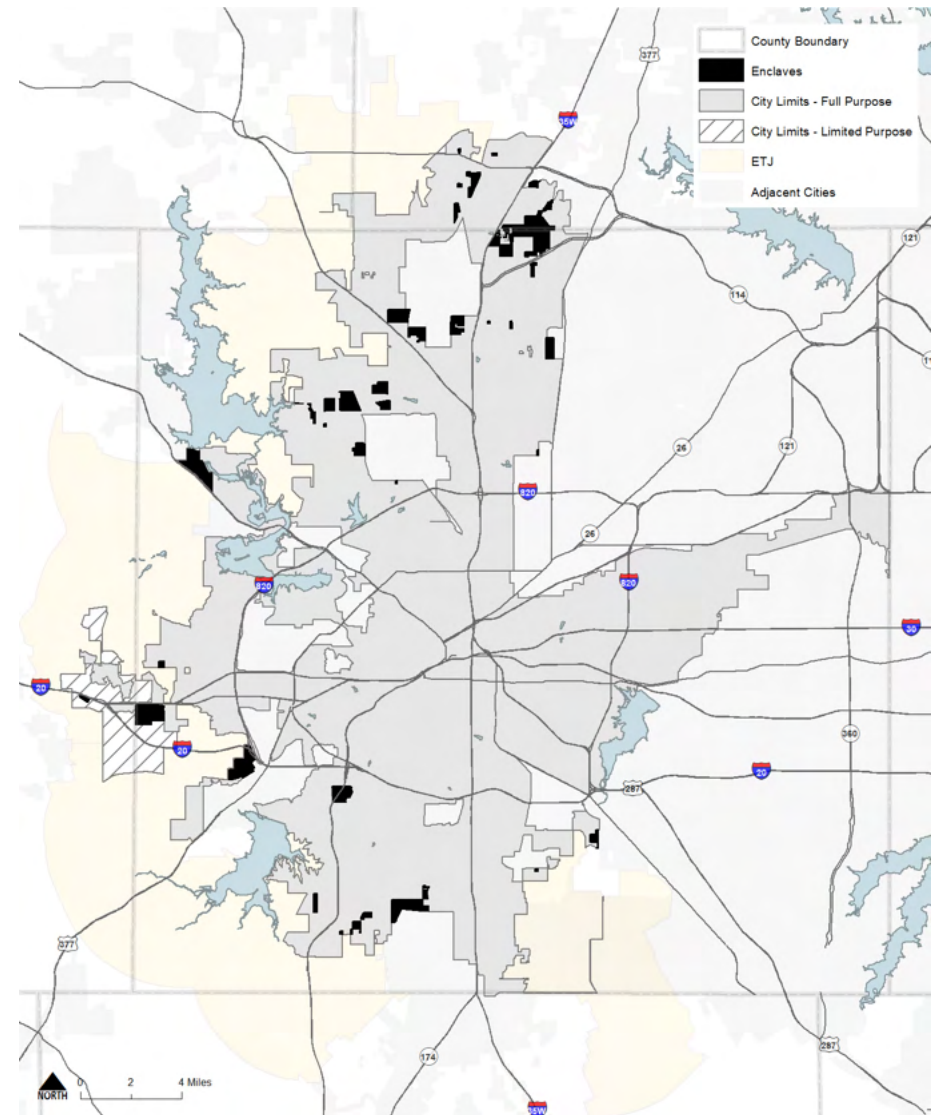 County Boundary
Enclaves
City Limits - Full Purpose
City Limits - Limited Purpose
ETJ
Adjacent Cities
377
35W
121
114
26
121
820
26
820
820
30
20
20
360
20
287
377
287
174
35W
NORTH
0 2 4 Miles